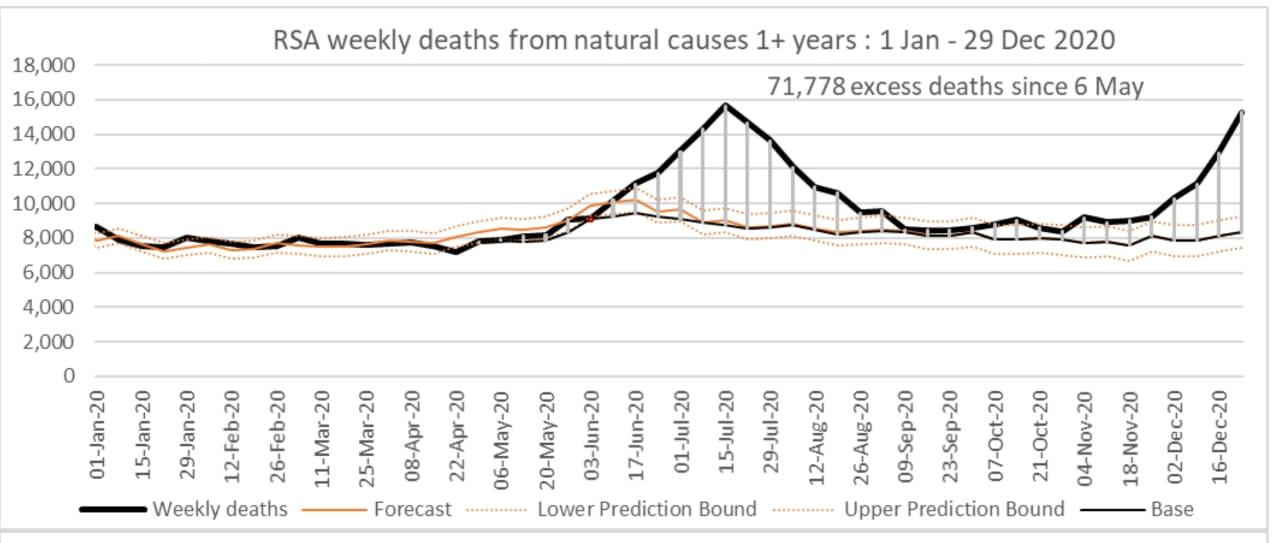 RSA weekly deaths from natural causes 1+ years : 1 Jan - 29 Dec 2020
71,778 excess deaths since 6 May
18,000
16,000
14,000
12,000
10,000
8,000
6,000
4,000
2,000
0
01-Jan-20
15-Jan-20
29-Jan-20
12-Feb-20
26-Feb-20
11-Mar-20
25-Mar-20
08-Apr-20
22-Apr-20
06-May-20
20-May-20
03-Jun-20
17-Jun-20
01-Jul-20
15-Jul-20
29-Jul-20
12-Aug-20
26-Aug-20
09-Sep-20
23-Sep-20
07-Oct-20
21-Oct-20
04-Nov-20
18-Nov-20
02-Dec-20
16-Dec-20
Weekly deaths Forecast Lower Prediction Bound Upper Prediction Bound Base